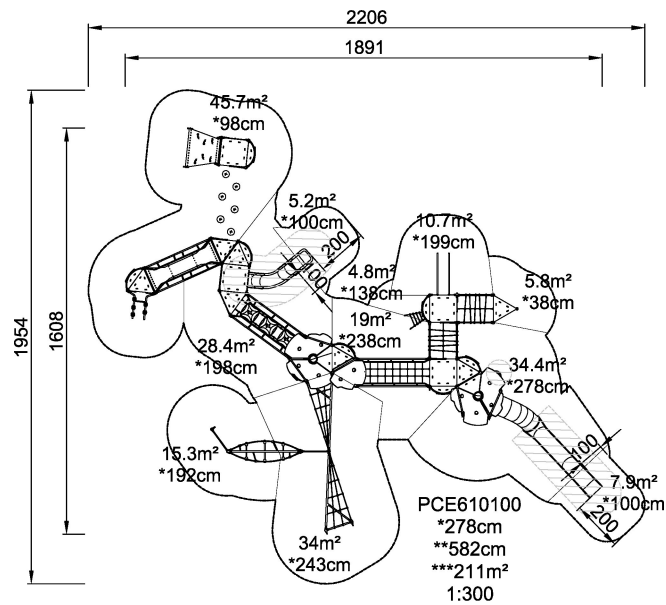 2206
1891
1954
1608
45.7m²
*98cm
5.2m²
*100cm
200
100
10.7m²
*199cm
4.8m²
*138cm
5.8m²
*38cm
19m²
*238cm
28.4m²
*198cm
34.4m²
*278cm
15.3m²
*192cm
100
7.9m²
*100cm
200
34m²
*243cm
PCE610100
*278cm
**582cm
***211m²
1:300